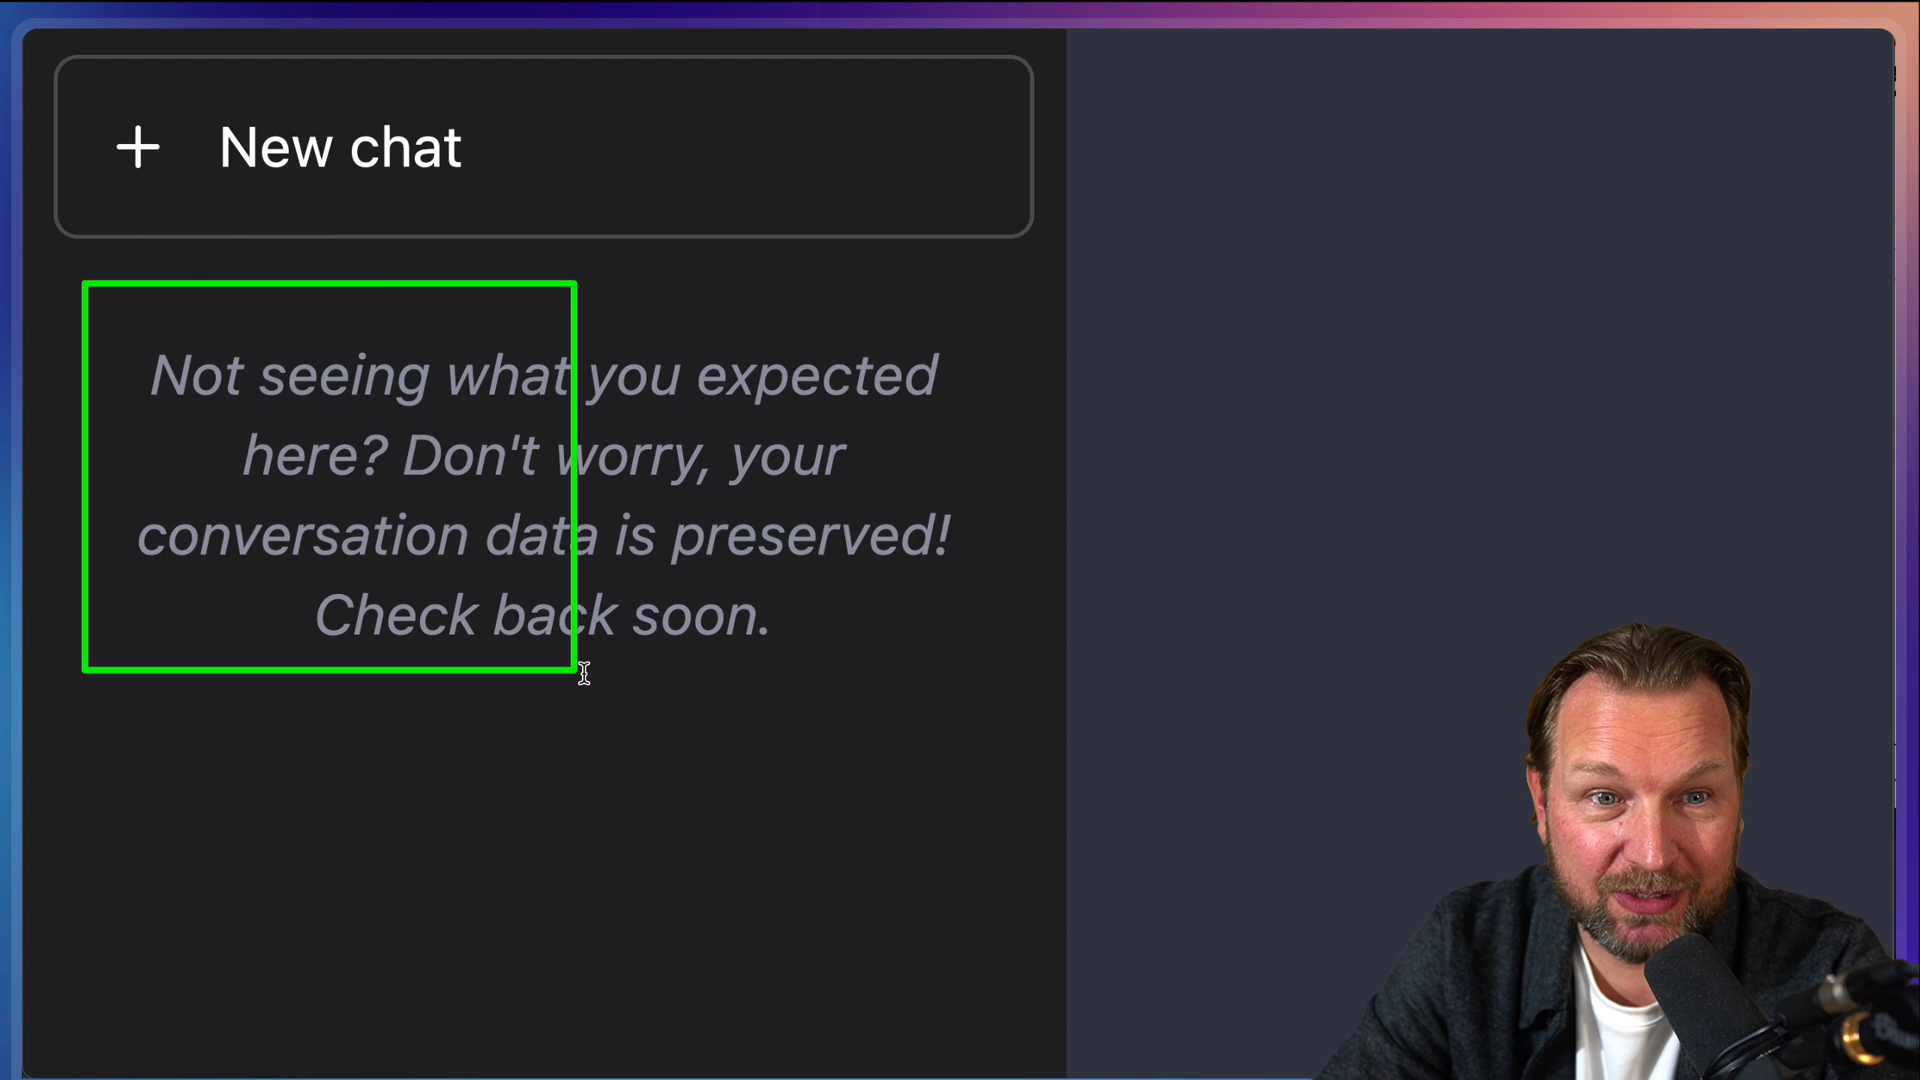 New chat
Not seeing what you expected
here? Don't worry, your
conversation data is preserved!
Check back soon.